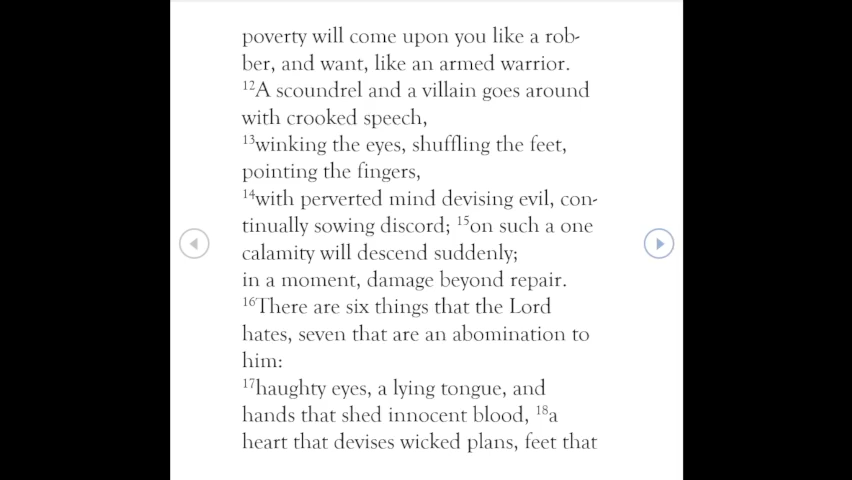 poverty will come upon you like a rob-
ber, and want, like an armed warrior.
¹²A scoundrel and a villain goes around
with crooked speech,
¹³winking the eyes, shuffling the feet,
pointing the fingers,
¹⁴with perverted mind devising evil, con-
tinually sowing discord; ¹⁵on such a one
calamity will descend suddenly;
in a moment, damage beyond repair.
¹⁶There are six things that the Lord
hates, seven that are an abomination to
him:
¹⁷haughty eyes, a lying tongue, and
hands that shed innocent blood, ¹⁸a
heart that devises wicked plans, feet that